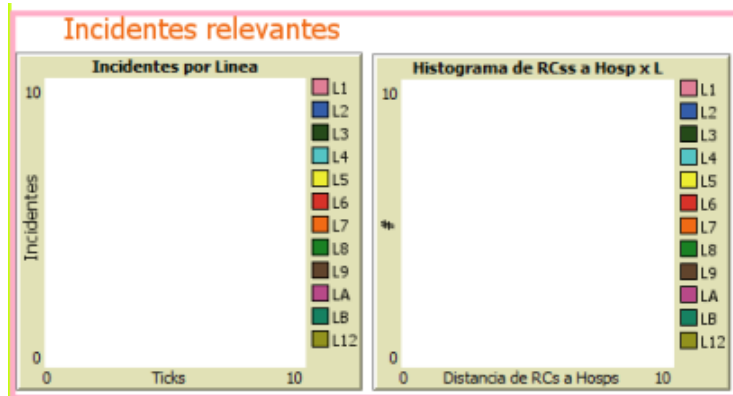 Incidentes relevantes
Incidentes por Linea
10
Incidentes
0
0 Ticks 10
L1
L2
L3
L4
L5
L6
L7
L8
L9
LA
LB
L12
Histograma de RCss a Hosp x L
10
#
0
0 Distancia de RCs a Hosps 10
L1
L2
L3
L4
L5
L6
L7
L8
L9
LA
LB
L12